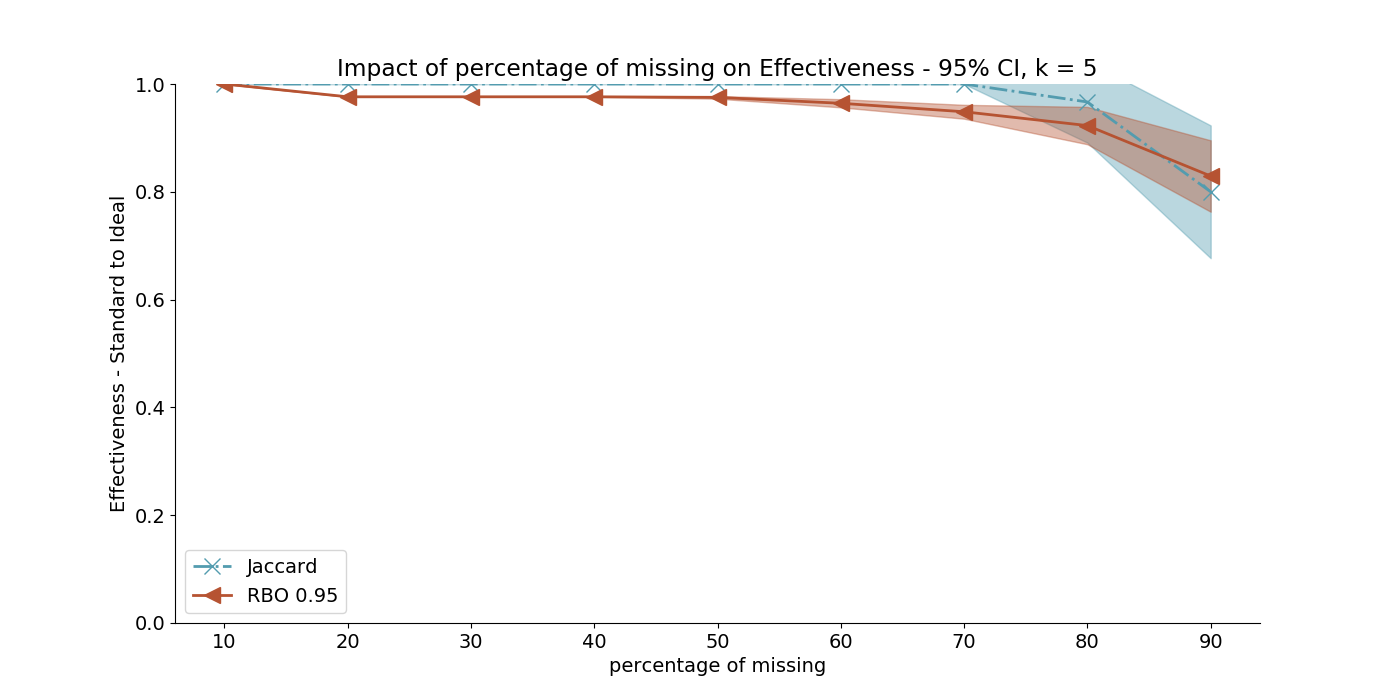 Impact of percentage of missing on Effectiveness - 95% CI, k = 5
Effectiveness - Standard to Ideal
1.0
0.8
0.6
0.4
0.2
0.0
Jaccard
RBO 0.95
10 20 30 40 50 60 70 80 90
percentage of missing